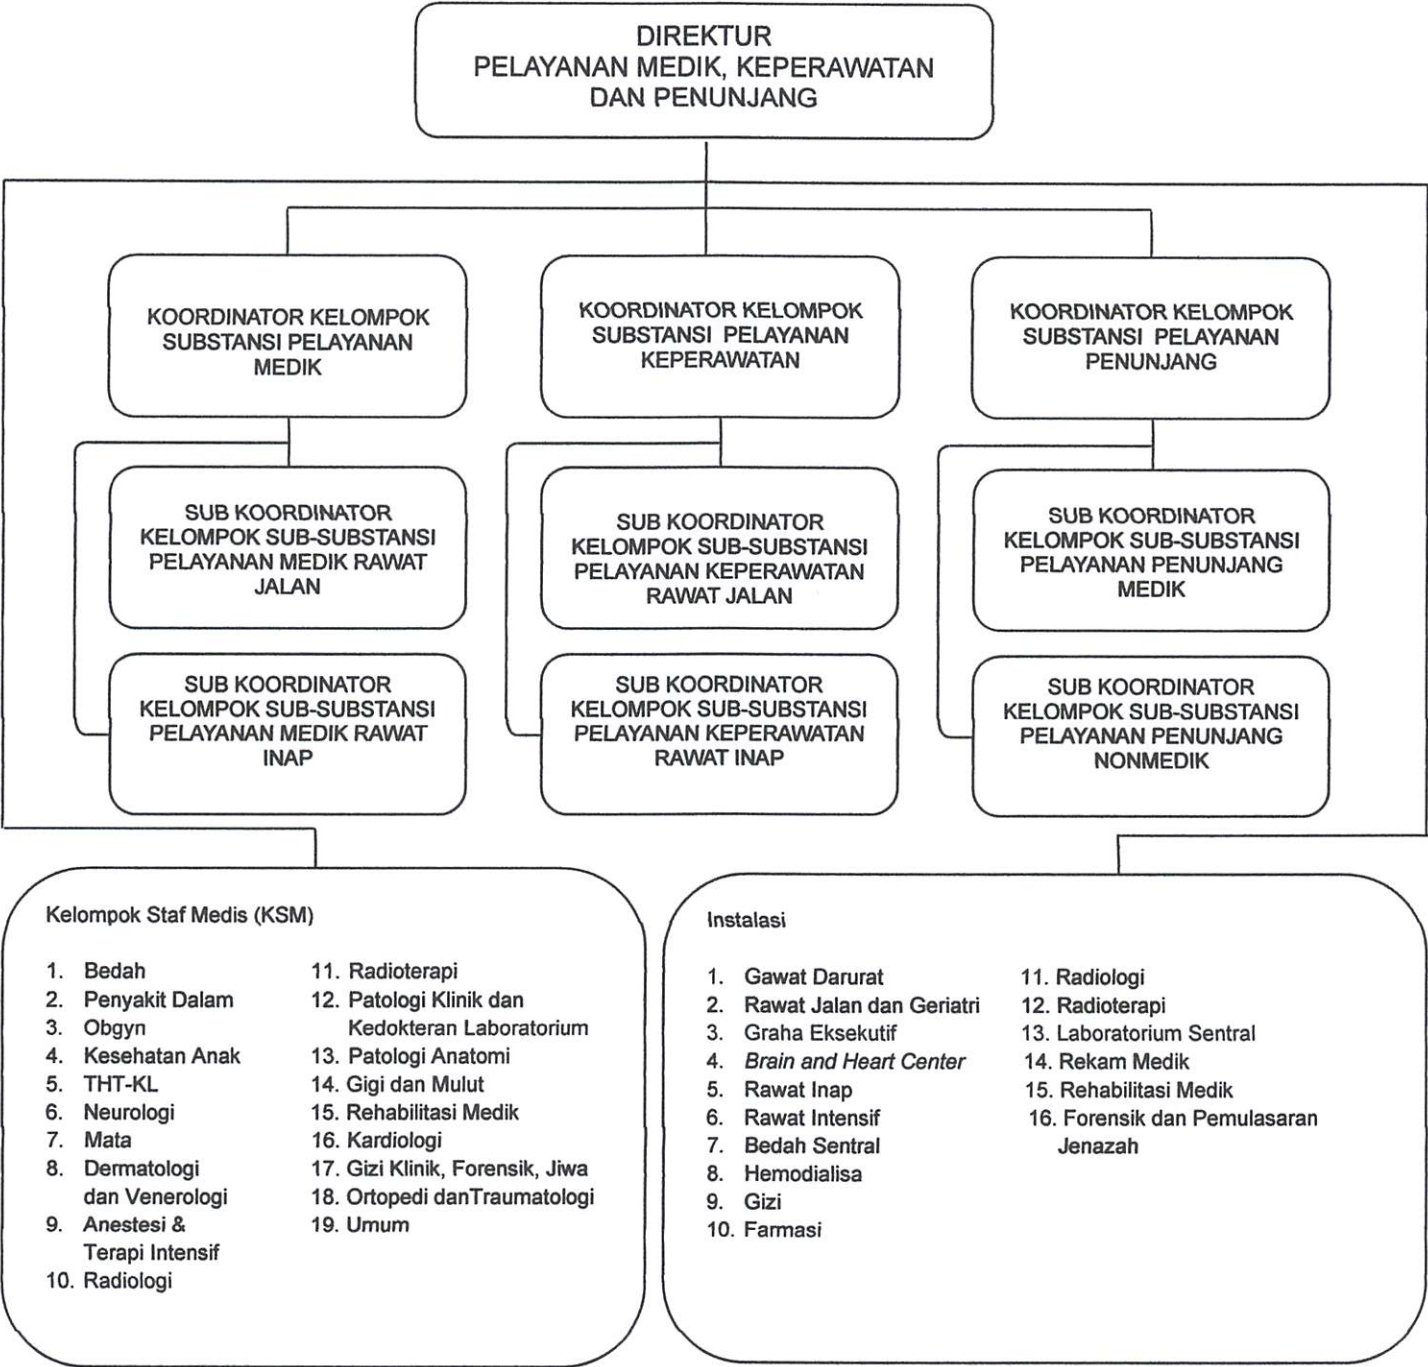 DIREKTUR
PELAYANAN MEDIK, KEPERAWATAN
DAN PENUNJANG
KOORDINATOR KELOMPOK
SUBSTANSI PELAYANAN
MEDIK
KOORDINATOR KELOMPOK
SUBSTANSI PELAYANAN
KEPERAWATAN
KOORDINATOR KELOMPOK
SUBSTANSI PELAYANAN
PENUNJANG
SUB KOORDINATOR
KELOMPOK SUB-SUBSTANSI
PELAYANAN MEDIK RAWAT
JALAN
SUB KOORDINATOR
KELOMPOK SUB-SUBSTANSI
PELAYANAN KEPERAWATAN
RAWAT JALAN
SUB KOORDINATOR
KELOMPOK SUB-SUBSTANSI
PELAYANAN PENUNJANG
MEDIK
SUB KOORDINATOR
KELOMPOK SUB-SUBSTANSI
PELAYANAN MEDIK RAWAT
INAP
SUB KOORDINATOR
KELOMPOK SUB-SUBSTANSI
PELAYANAN KEPERAWATAN
RAWAT INAP
SUB KOORDINATOR
KELOMPOK SUB-SUBSTANSI
PELAYANAN PENUNJANG
NONMEDIK
Kelompok Staf Medis (KSM)
1. Bedah
2. Penyakit Dalam
3. Obgyn
4. Kesehatan Anak
5. THT-KL
6. Neurologi
7. Mata
8. Dermatologi
dan Venerologi
9. Anestesi &
Terapi Intensif
10. Radiologi
11. Radioterapi
12. Patologi Klinik dan
Kedokteran Laboratorium
13. Patologi Anatomi
14. Gigi dan Mulut
15. Rehabilitasi Medik
16. Kardiologi
17. Gizi Klinik, Forensik, Jiwa
18. Ortopedi danTraumatologi
19. Umum
Instalasi
1. Gawat Darurat
2. Rawat Jalan dan Geriatri
3. Graha Eksekutif
4. Brain and Heart Center
5. Rawat Inap
6. Rawat Intensif
7. Bedah Sentral
8. Hemodialisa
9. Gizi
10. Farmasi
11. Radiologi
12. Radioterapi
13. Laboratorium Sentral
14. Rekam Medik
15. Rehabilitasi Medik
16. Forensik dan Pemulasaran
Jenazah